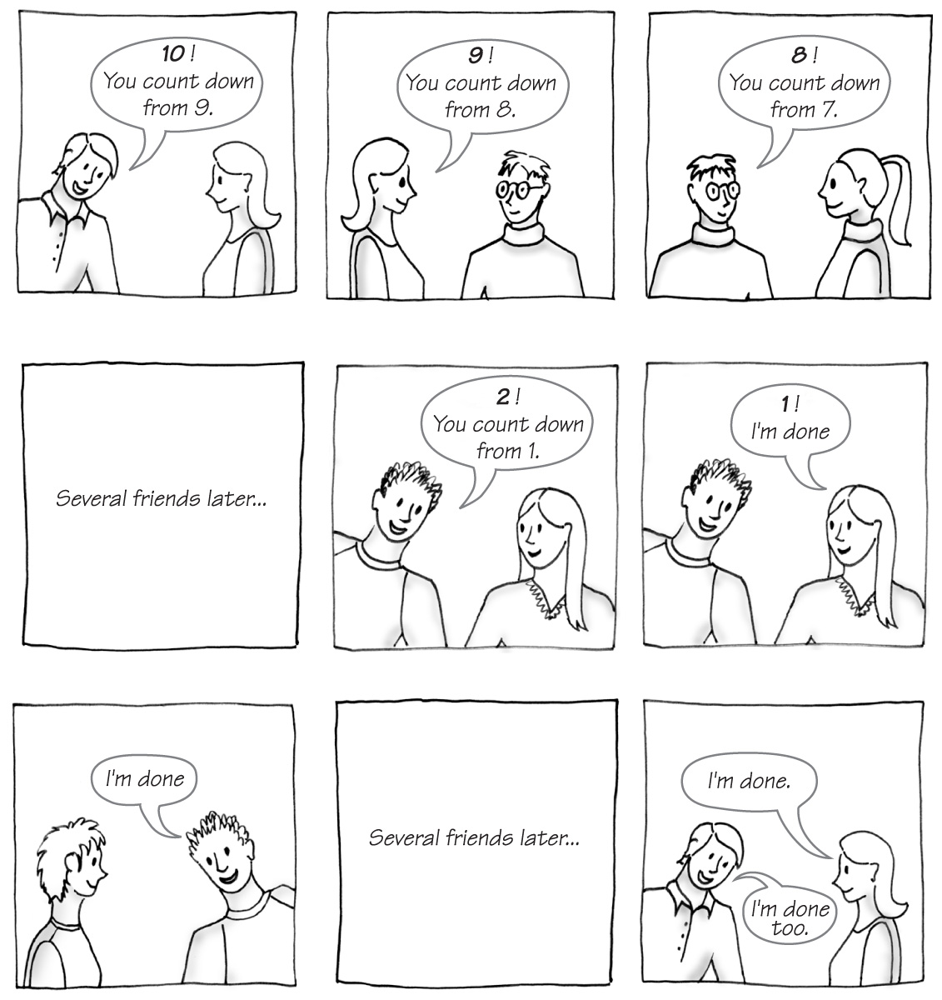 10 !
You count down
from 9.
9 !
You count down
from 8.
8 !
You count down
from 7.
Several friends later...
2 !
You count down
from 1.
1 !
I'm done
I'm done
Several friends later...
I'm done.
I'm done
too.